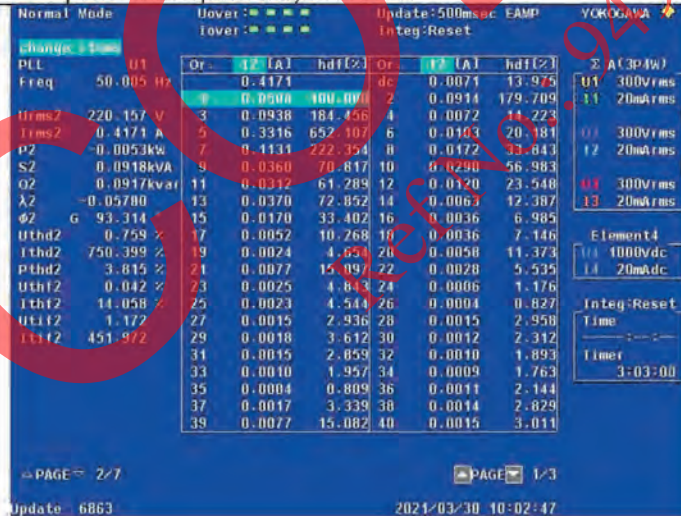 Normal Mode Uover: Update:500msec EAMP YOKOGAWA
Iover: Integ:Reset
change items
PLL U1 Or. I2 [A] hdf[%] Or. I2 [A] hdf[%] Σ A(3P4W)
Freq 50.005 Hz 0.4171 dc 0.0071 13.975 U1 300Vrms
1 0.0508 100.000 2 0.0914 179.709 I1 20mArms
Urms2 220.157 V 3 0.0938 184.456 4 0.0072 14.223
Irms2 0.4171 A 5 0.3316 652.107 6 0.0103 20.181 U2 300Vrms
P2 -0.0053kW 7 0.1131 222.354 8 0.0172 33.843 I2 20mArms
S2 0.0918kVA 9 0.0360 70.817 10 0.0290 56.983
Q2 0.0917kvar 11 0.0312 61.289 12 0.0120 23.548 U3 300Vrms
λ2 -0.05780 13 0.0370 72.852 14 0.0063 12.387 I3 20mArms
Φ2 G 93.314 15 0.0170 33.402 16 0.0036 6.985
Uthd2 0.759 % 17 0.0052 10.268 18 0.0036 7.146 Element4
Ithd2 750.399 % 19 0.0024 20 0.0058 11.373 U4 1000Vdc
Pthd2 3.815 % 21 0.0077 15.097 22 0.0028 5.535 I4 20mAdc
Uthf2 0.042 % 23 0.0025 4.843 24 0.0006 1.176
Ithf2 14.058 % 25 0.0023 4.544 26 0.0004 0.827 Integ:Reset
Utif2 1.172 27 0.0015 2.936 28 0.0015 2.958 Time
Itif2 451.972 29 0.0018 3.612 30 0.0012 2.312 ----:--:--
31 0.0015 2.859 32 0.0010 1.893 Timer
33 0.0010 1.957 34 0.0009 1.763 3:03:00
35 0.0004 0.809 36 0.0011 2.144
37 0.0017 3.339 38 0.0014 2.829
39 0.0077 15.082 40 0.0015 3.011
△PAGE▽ 2/7 ▲PAGE▼ 1/3
Update 6863 2021/03/30 10:02:47
Ref No. 94